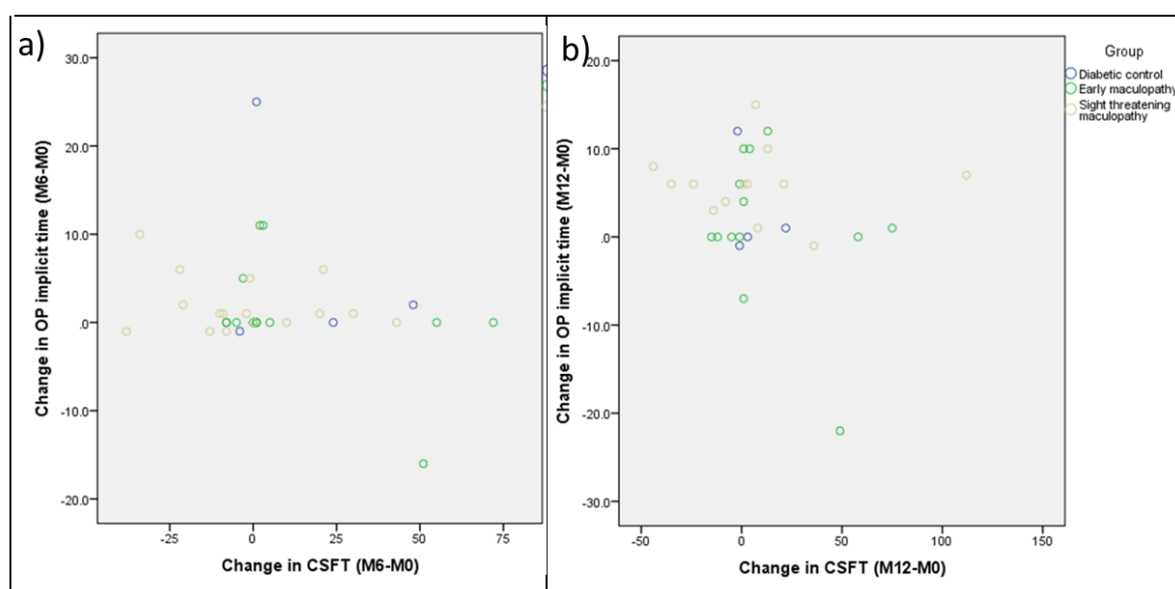 a)
30.0
20.0
10.0
.0
-10.0
-20.0
Change in OP implicit time (M6-M0)
-25
0
25
50
75
Change in CSFT (M6-M0)
b)
20.0
10.0
.0
-10.0
-20.0
-30.0
Change in OP implicit time (M12-M0)
-50
0
50
100
150
Change in CSFT (M12-M0)
Group
Diabetic control
Early maculopathy
Sight threatening
maculopathy